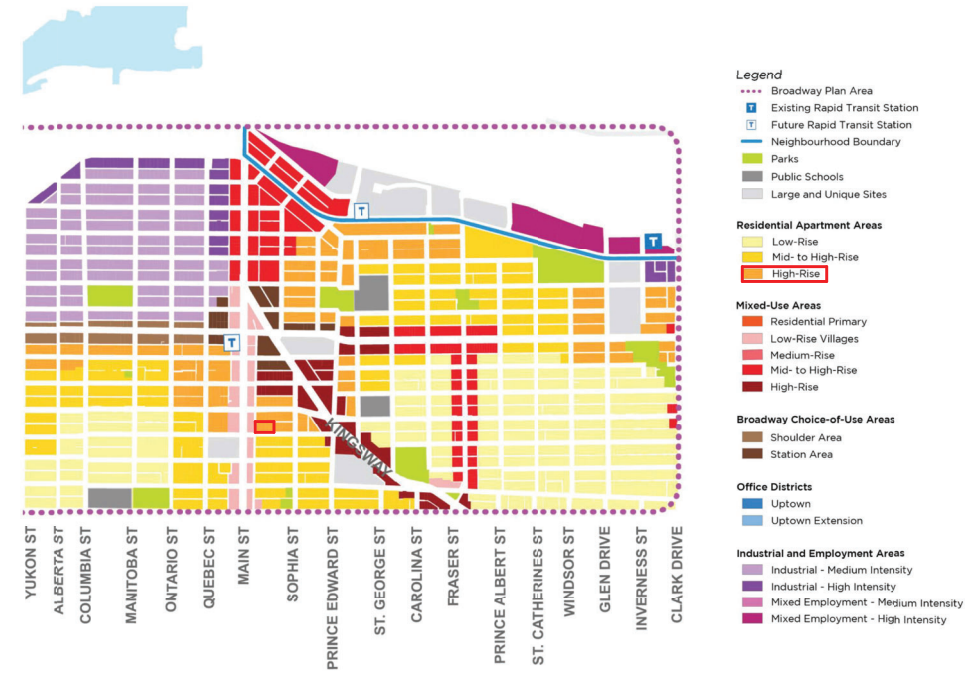 T
T
T
KINGSWAY
YUKON ST
ALBERTA ST
COLUMBIA ST
MANITOBA ST
ONTARIO ST
QUEBEC ST
MAIN ST
SOPHIA ST
PRINCE EDWARD ST
ST. GEORGE ST
CAROLINA ST
FRASER ST
PRINCE ALBERT ST
ST. CATHERINES ST
WINDSOR ST
GLEN DRIVE
INVERNESS ST
CLARK DRIVE
Legend
Broadway Plan Area
T Existing Rapid Transit Station
T Future Rapid Transit Station
Neighbourhood Boundary
Parks
Public Schools
Large and Unique Sites
Residential Apartment Areas
Low-Rise
Mid- to High-Rise
High-Rise
Mixed-Use Areas
Residential Primary
Low-Rise Villages
Medium-Rise
Mid- to High-Rise
High-Rise
Broadway Choice-of-Use Areas
Shoulder Area
Station Area
Office Districts
Uptown
Uptown Extension
Industrial and Employment Areas
Industrial - Medium Intensity
Industrial - High Intensity
Mixed Employment - Medium Intensity
Mixed Employment - High Intensity